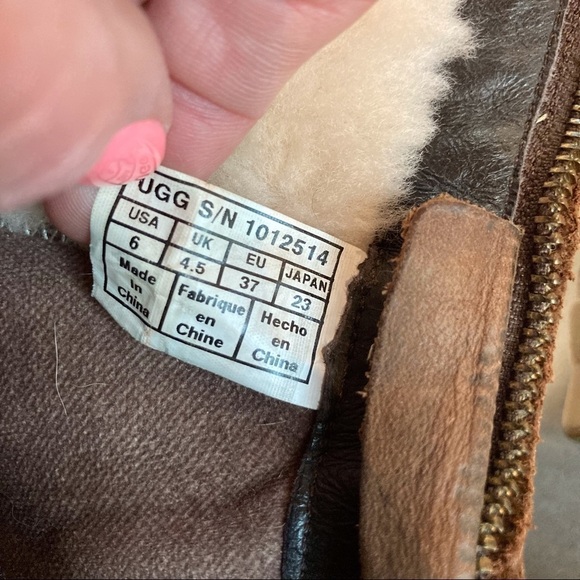 UGG S/N 1012514
USA UK EU JAPAN
6 4.5 37 23
Made in China
Fabrique en Chine
Hecho en China